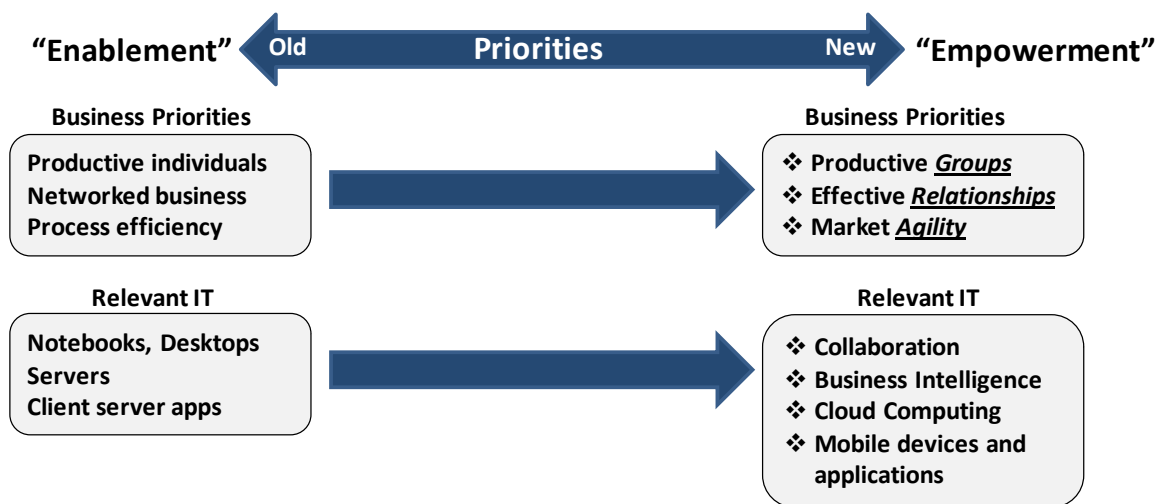 “Enablement” Old Priorities New “Empowerment”
Business Priorities
Productive individuals
Networked business
Process efficiency
Business Priorities
❖ Productive Groups
❖ Effective Relationships
❖ Market Agility
Relevant IT
Notebooks, Desktops
Servers
Client server apps
Relevant IT
❖ Collaboration
❖ Business Intelligence
❖ Cloud Computing
❖ Mobile devices and
applications